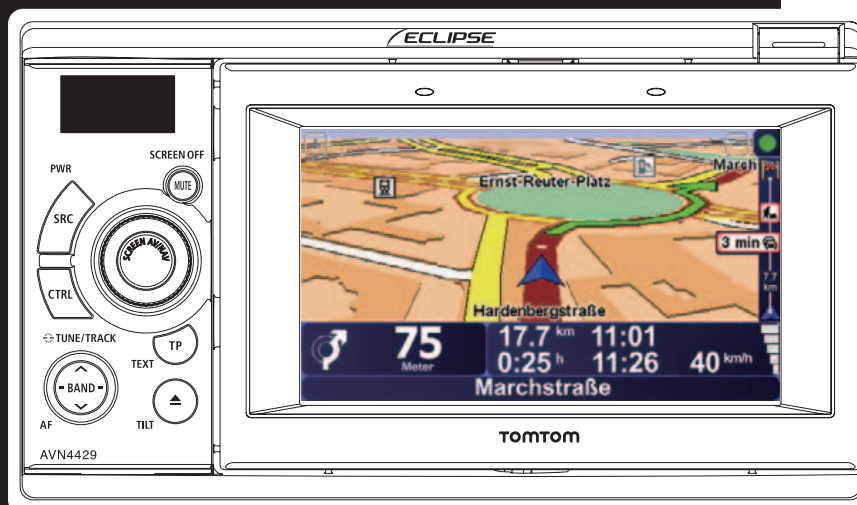 ECLIPSE
PWR
SCREEN OFF
MUTE
SRC
SCREEN AV/NAV
CTRL
TUNE/TRACK
TP
TEXT
BAND
AF
TILT
AVN4429
March
Ernst-Reuter-Platz
3 min
7.7
km
Hardenbergstraße
75
Meter
17.7 km 11:01
0:25 h 11:26 40 km/h
Marchstraße
TOMTOM